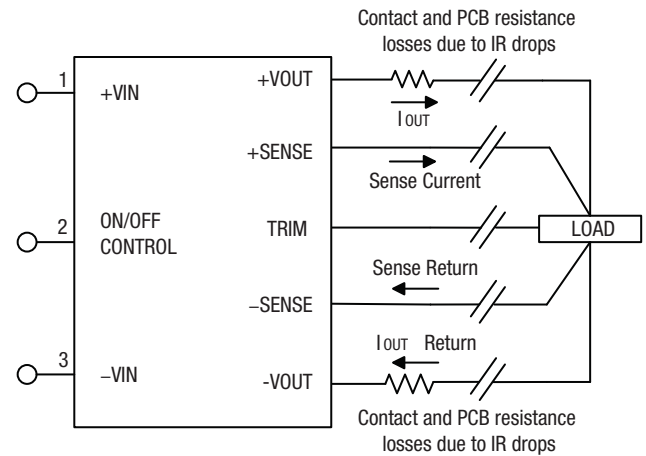 Contact and PCB resistance
losses due to IR drops
1
+VIN
+VOUT
IOUT
+SENSE
Sense Current
2
ON/OFF
CONTROL
TRIM
LOAD
Sense Return
−SENSE
IOUT Return
3
−VIN
-VOUT
Contact and PCB resistance
losses due to IR drops